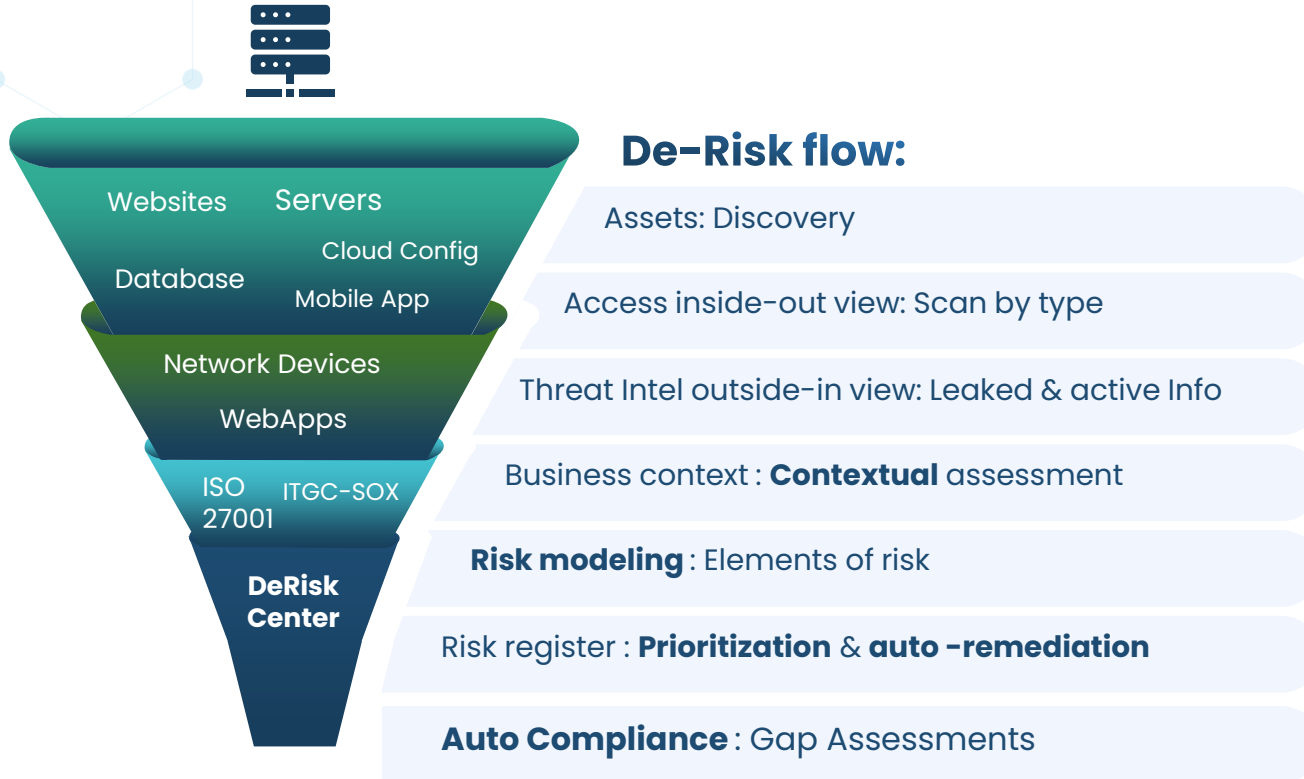 De-Risk flow:
Websites
Servers
Cloud Config
Database
Mobile App
Network Devices
WebApps
ISO
27001
ITGC-SOX
DeRisk
Center
Assets: Discovery
Access inside-out view: Scan by type
Threat Intel outside-in view: Leaked & active Info
Business context : Contextual assessment
Risk modeling : Elements of risk
Risk register : Prioritization & auto -remediation
Auto Compliance : Gap Assessments